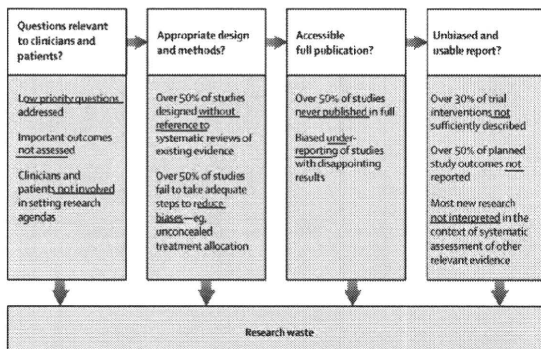 Questions relevant
to clinicians and
patients?
Low priority questions
addressed
Important outcomes
not assessed
Clinicians and
patients not involved
in setting research
agendas
Appropriate design
and methods?
Over 50% of studies
designed without
reference to
systematic reviews of
existing evidence
Over 50% of studies
fail to take adequate
steps to reduce
biases—eg,
unconcealed
treatment allocation
Accessible
full publication?
Over 50% of studies
never published in full
Biased under-
reporting of studies
with disappointing
results
Unbiased and
usable report?
Over 30% of trial
interventions not
sufficiently described
Over 50% of planned
study outcomes not
reported
Most new research
not interpreted in the
context of systematic
assessment of other
relevant evidence
Research waste